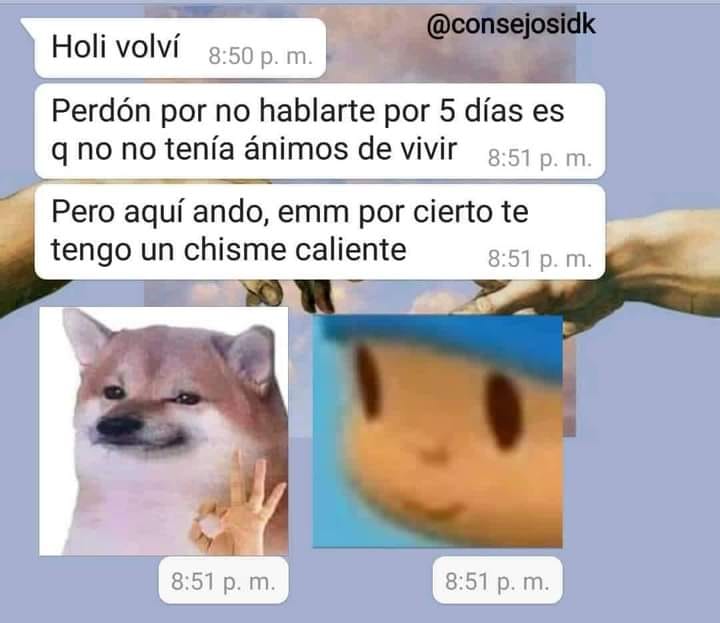 @consejosidk
Holi volví 8:50 p. m.
Perdón por no hablarte por 5 días es
q no no tenía ánimos de vivir 8:51 p. m.
Pero aquí ando, emm por cierto te
tengo un chisme caliente 8:51 p. m.
8:51 p. m.
8:51 p. m.